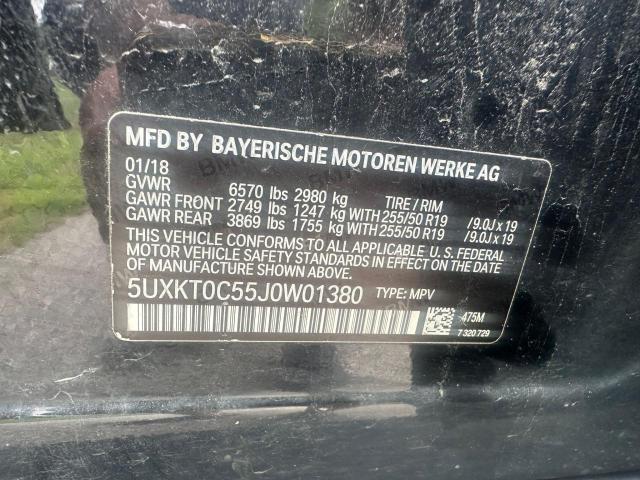 MFD BY BAYERISCHE MOTOREN WERKE AG
01/18
GVWR 6570 lbs 2980 kg TIRE / RIM
GAWR FRONT 2749 lbs 1247 kg WITH 255/50 R19 /9.0J x 19
GAWR REAR 3869 lbs 1755 kg WITH 255/50 R19 /9.0J x 19
THIS VEHICLE CONFORMS TO ALL APPLICABLE U. S. FEDERAL
MOTOR VEHICLE SAFETY STANDARDS IN EFFECT ON THE DATE OF
MANUFACTURE SHOWN ABOVE.
5UXKT0C55J0W01380 TYPE: MPV
475M
7 320 729